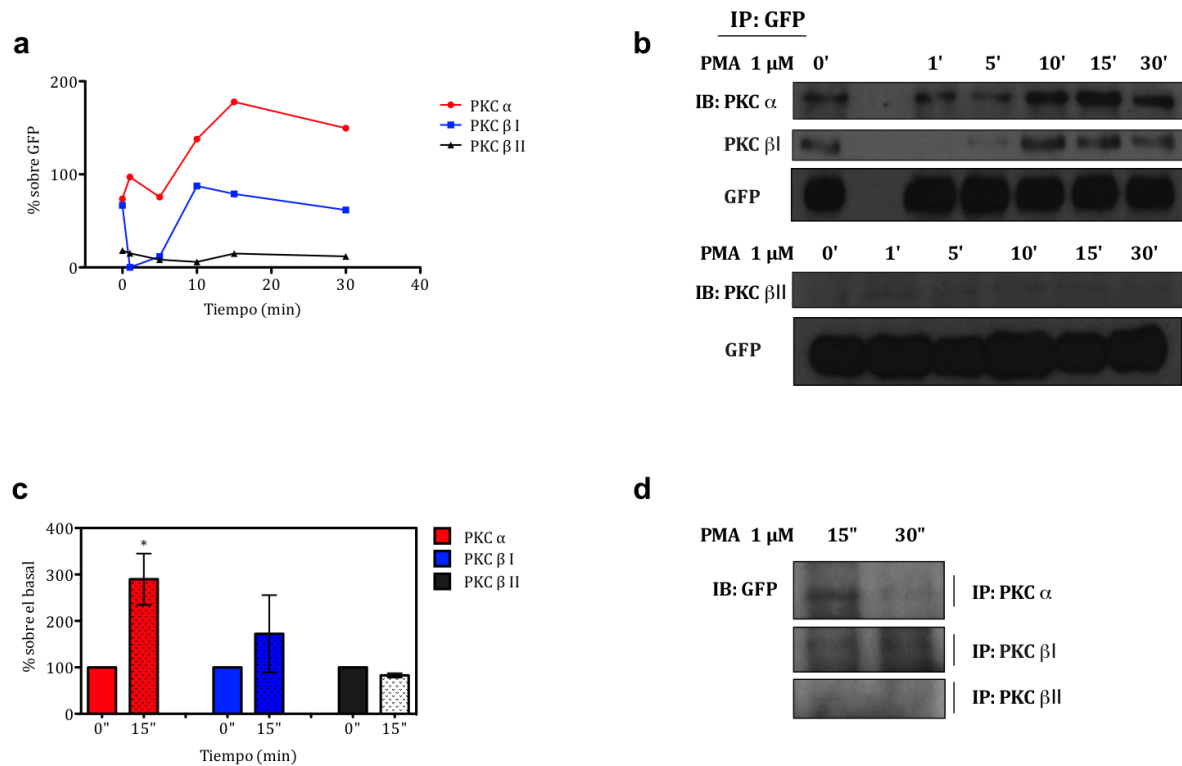 a
200
100
0
% sobre GFP
0 10 20 30 40
Tiempo (min)
PKC α
PKC β I
PKC β II
b
IP: GFP
PMA 1 μM 0' 1' 5' 10' 15' 30'
IB: PKC α
PKC βI
GFP
PMA 1 μM 0' 1' 5' 10' 15' 30'
IB: PKC βII
GFP
c
400
300
200
100
0
% sobre el basal
*
0" 15" 0" 15" 0" 15"
Tiempo (min)
PKC α
PKC β I
PKC β II
d
PMA 1 μM 15" 30"
IB: GFP
IP: PKC α
IP: PKC βI
IP: PKC βII